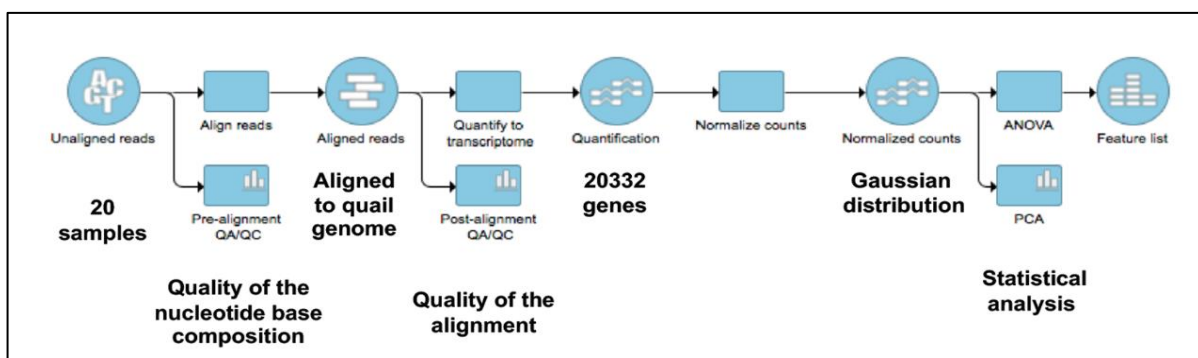 ACGT
Unaligned reads
Align reads
Aligned reads
Quantify to
transcriptome
Quantification
Normalize counts
Normalized counts
ANOVA
Feature list
20
samples
Pre-alignment
QA/QC
Aligned
to quail
genome
Post-alignment
QA/QC
20332
genes
Gaussian
distribution
PCA
Quality of the
nucleotide base
composition
Quality of the
alignment
Statistical
analysis